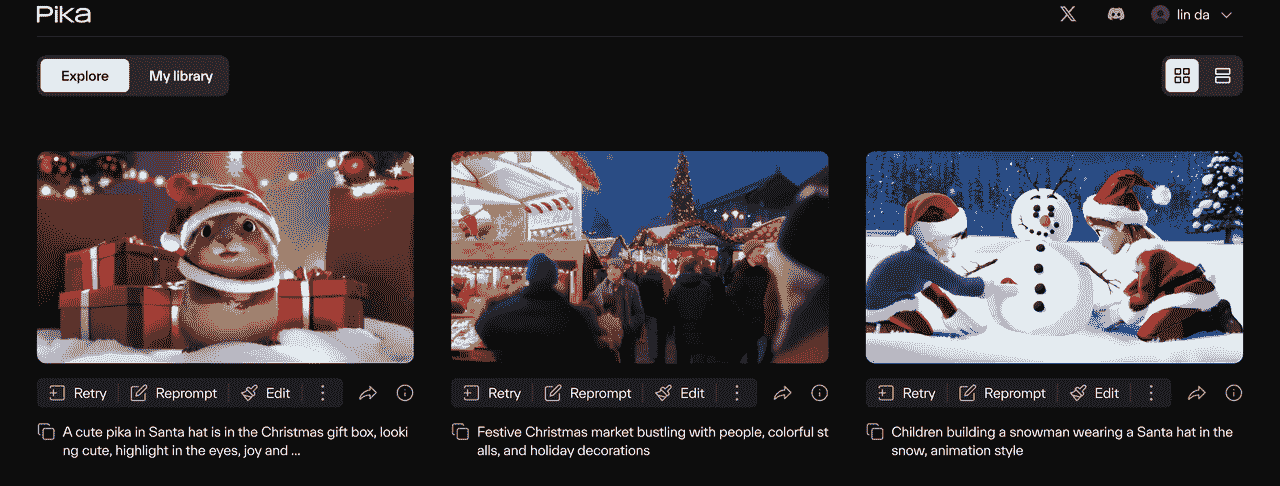 Pika
lin da
Explore
My library
Retry
Reprompt
Edit
Retry
Reprompt
Edit
Retry
Reprompt
Edit
A cute pika in Santa hat is in the Christmas gift box, looki
ng cute, highlight in the eyes, joy and ...
Festive Christmas market bustling with people, colorful st
alls, and holiday decorations
Children building a snowman wearing a Santa hat in the
snow, animation style